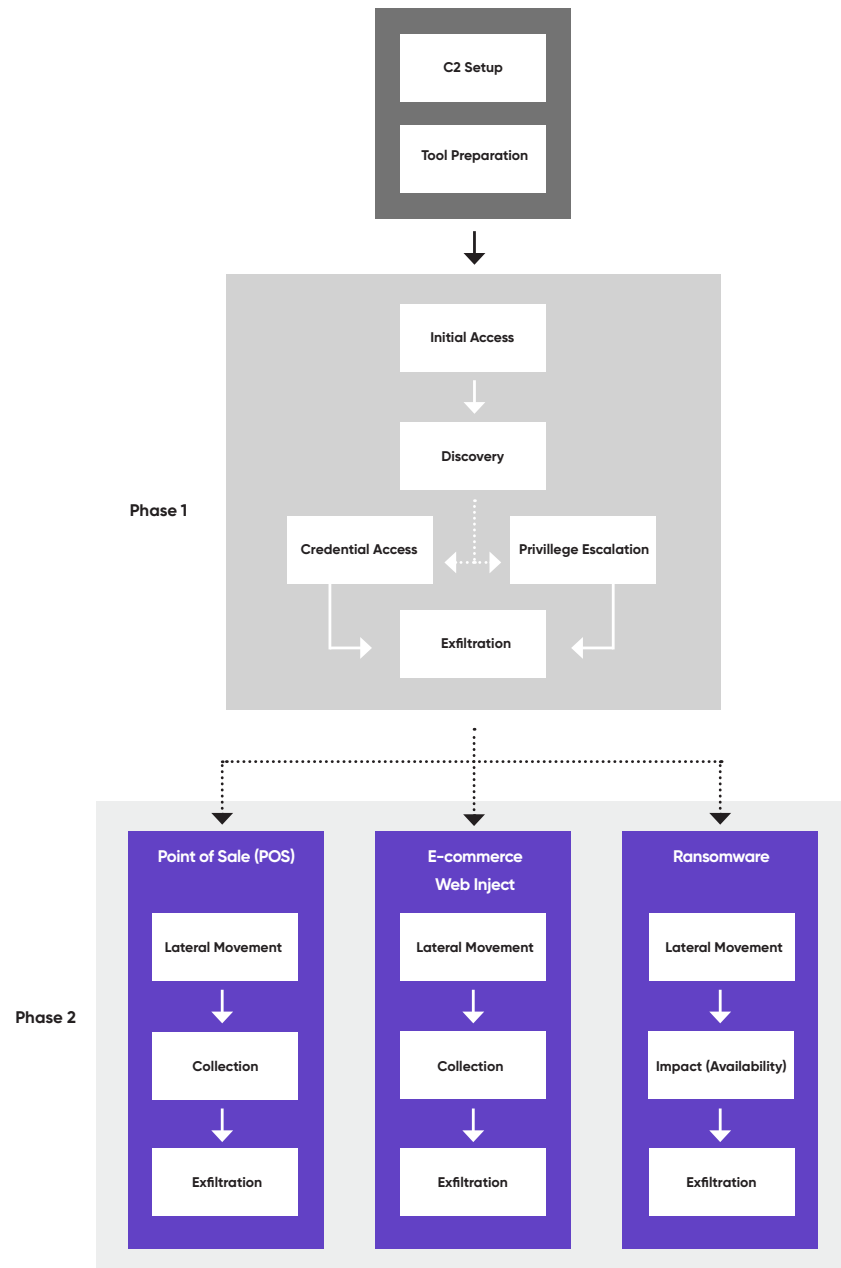 C2 Setup
Tool Preparation
Initial Access
Discovery
Phase 1
Credential Access
Privillege Escalation
Exfiltration
Point of Sale (POS)
E-commerce
Web Inject
Ransomware
Lateral Movement
Lateral Movement
Lateral Movement
Phase 2
Collection
Collection
Impact (Availability)
Exfiltration
Exfiltration
Exfiltration